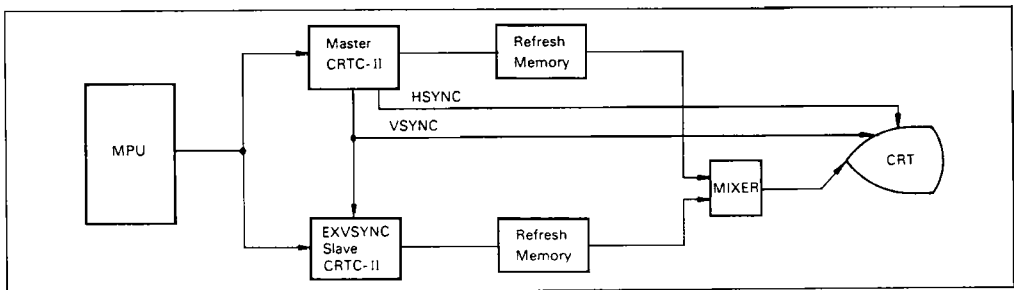 Master
CRTC-II
Refresh
Memory
HSYNC
VSYNC
MPU
CRT
MIXER
EXVSYNC
Slave
CRTC-II
Refresh
Memory